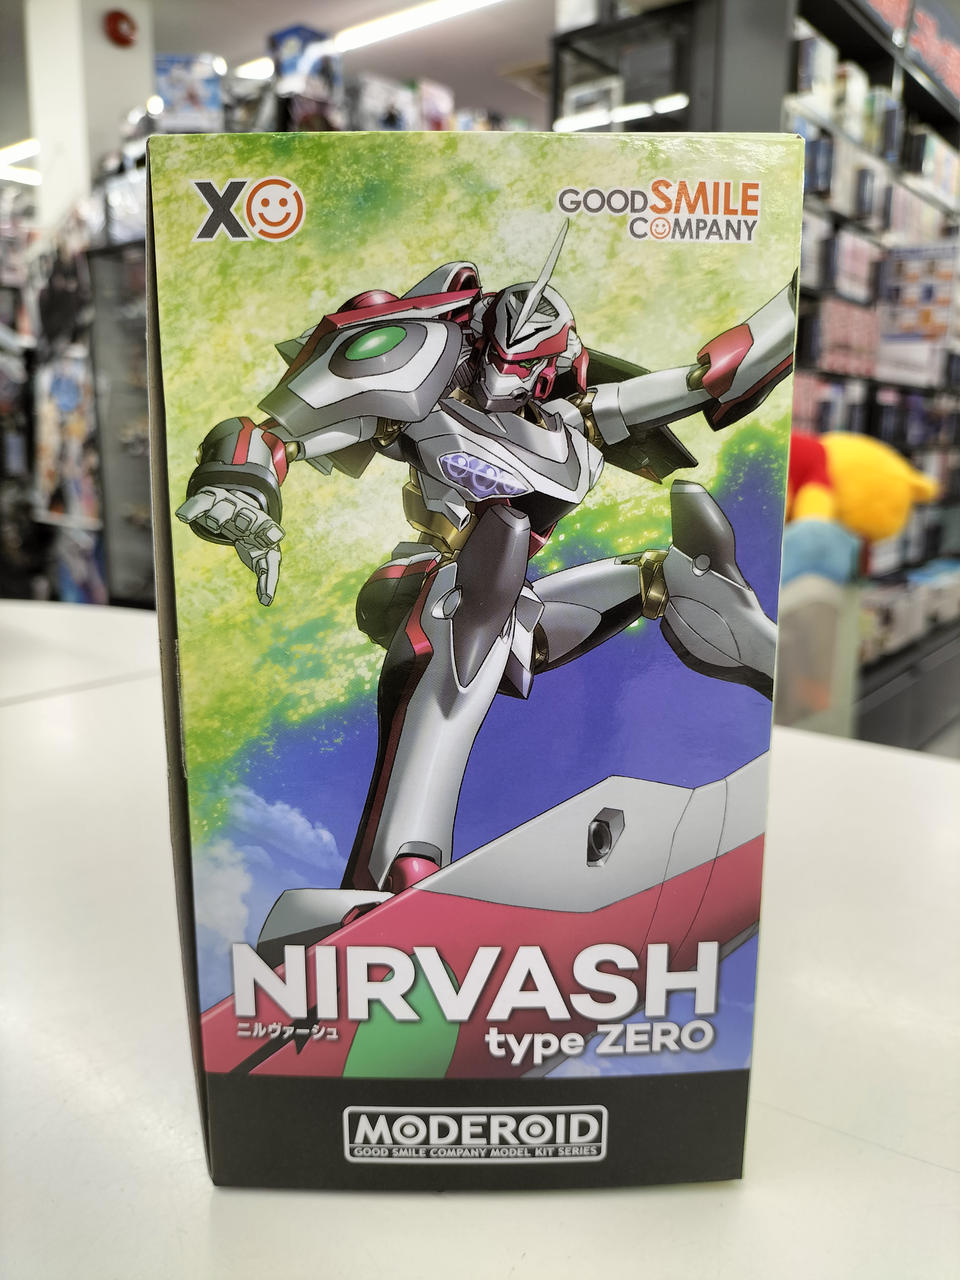 XO
GOOD SMILE
COMPANY
NIRVASH
ニルヴァーシュ
type ZERO
MODEROID
GOOD SMILE COMPANY MODEL KIT SERIES